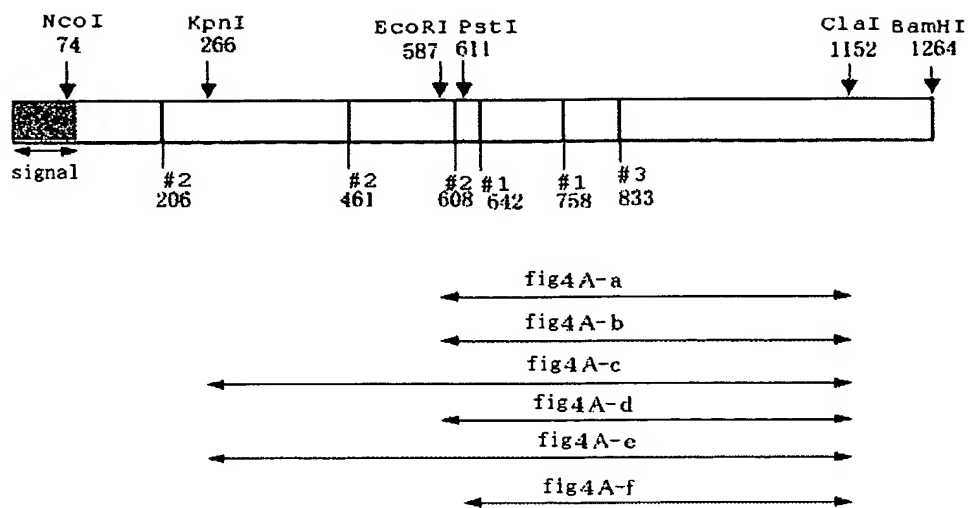 NcoI KpnI EcoRI PstI ClaI BamHI
74 266 587 611 1152 1264
signal
#2 #2 #2 #1 #1 #3
206 461 608 642 758 833
fig4A-a
fig4A-b
fig4A-c
fig4A-d
fig4A-e
fig4A-f